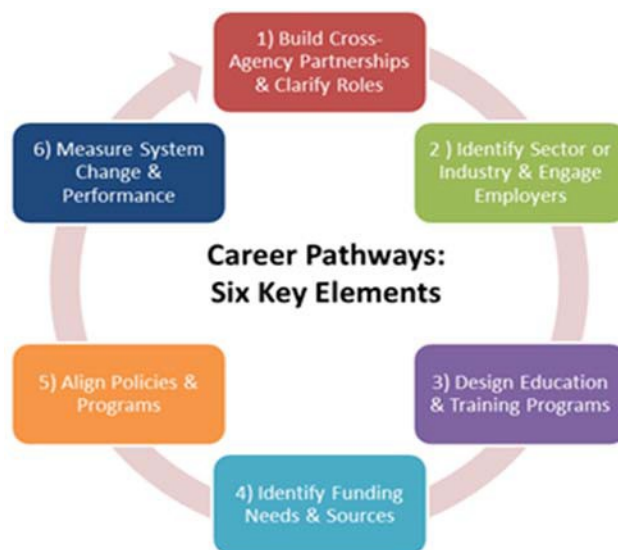 1) Build Cross-
Agency Partnerships
& Clarify Roles
2 ) Identify Sector or
Industry & Engage
Employers
3) Design Education
& Training Programs
4) Identify Funding
Needs & Sources
5) Align Policies &
Programs
6) Measure System
Change &
Performance
Career Pathways:
Six Key Elements